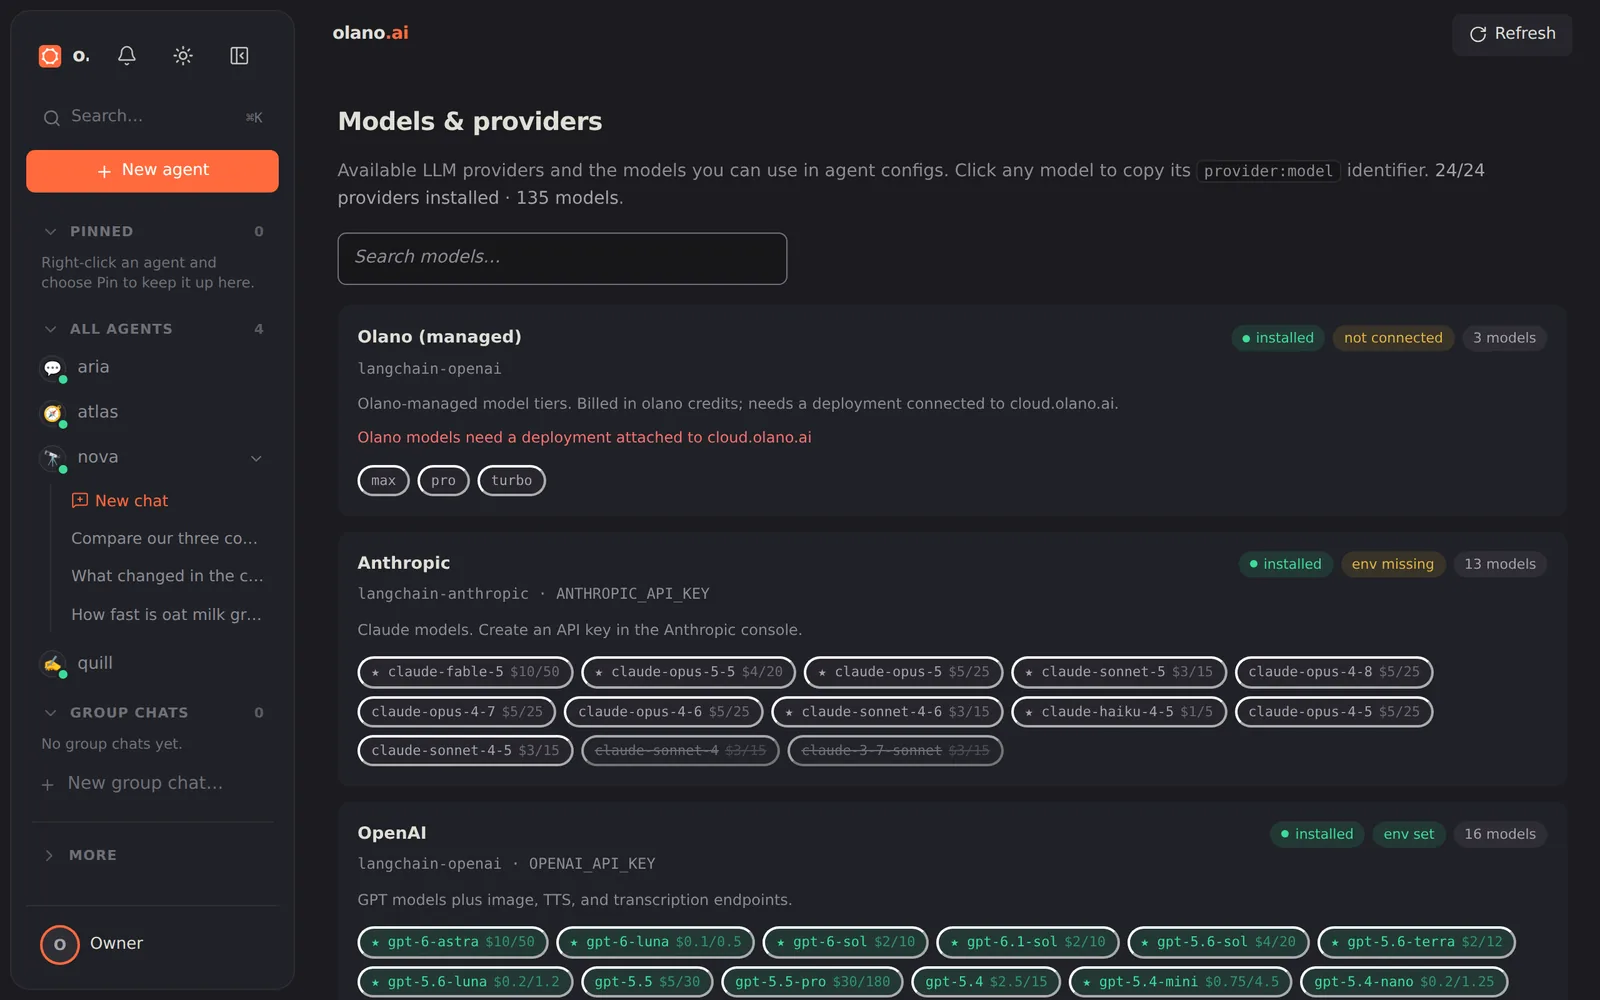 o.
Search...
⌘K
+ New agent
PINNED 0
Right-click an agent and
choose Pin to keep it up here.
ALL AGENTS 4
aria
atlas
nova
New chat
Compare our three co...
What changed in the c...
How fast is oat milk gr...
quill
GROUP CHATS 0
No group chats yet.
+ New group chat...
MORE
O Owner
olano.ai
Refresh
Models & providers
Available LLM providers and the models you can use in agent configs. Click any model to copy its provider:model identifier. 24/24
providers installed · 135 models.
Search models...
Olano (managed)
installed not connected 3 models
langchain-openai
Olano-managed model tiers. Billed in olano credits; needs a deployment connected to cloud.olano.ai.
Olano models need a deployment attached to cloud.olano.ai
max pro turbo
Anthropic
installed env missing 13 models
langchain-anthropic · ANTHROPIC_API_KEY
Claude models. Create an API key in the Anthropic console.
★ claude-fable-5 $10/50 ★ claude-opus-5-5 $4/20 ★ claude-opus-5 $5/25 ★ claude-sonnet-5 $3/15 claude-opus-4-8 $5/25
claude-opus-4-7 $5/25 claude-opus-4-6 $5/25 ★ claude-sonnet-4-6 $3/15 ★ claude-haiku-4-5 $1/5 claude-opus-4-5 $5/25
claude-sonnet-4-5 $3/15 claude-sonnet-4 $3/15 claude-3-7-sonnet $3/15
OpenAI
installed env set 16 models
langchain-openai · OPENAI_API_KEY
GPT models plus image, TTS, and transcription endpoints.
★ gpt-6-astra $10/50 ★ gpt-6-luna $0.1/0.5 ★ gpt-6-sol $2/10 ★ gpt-6.1-sol $2/10 ★ gpt-5.6-sol $4/20 ★ gpt-5.6-terra $2/12
★ gpt-5.6-luna $0.2/1.2 gpt-5.5 $5/30 gpt-5.5-pro $30/180 gpt-5.4 $2.5/15 ★ gpt-5.4-mini $0.75/4.5 gpt-5.4-nano $0.2/1.25